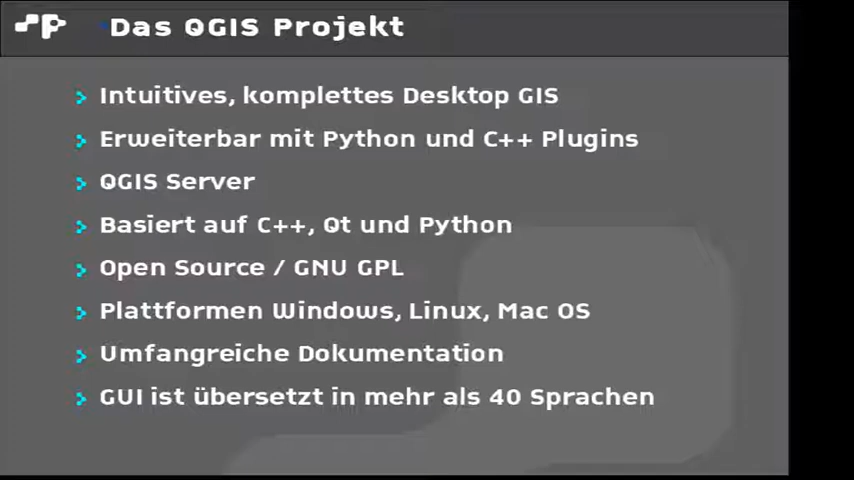 Das QGIS Projekt
Intuitives, komplettes Desktop GIS
Erweiterbar mit Python und C++ Plugins
QGIS Server
Basiert auf C++, Qt und Python
Open Source / GNU GPL
Plattformen Windows, Linux, Mac OS
Umfangreiche Dokumentation
GUI ist übersetzt in mehr als 40 Sprachen